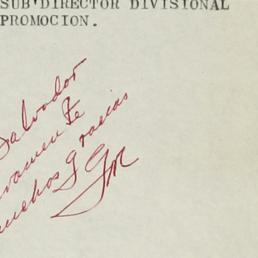 SUB'DIRECTOR DIVISIONAL
PROMOCION.
Salvador
muchos gracias